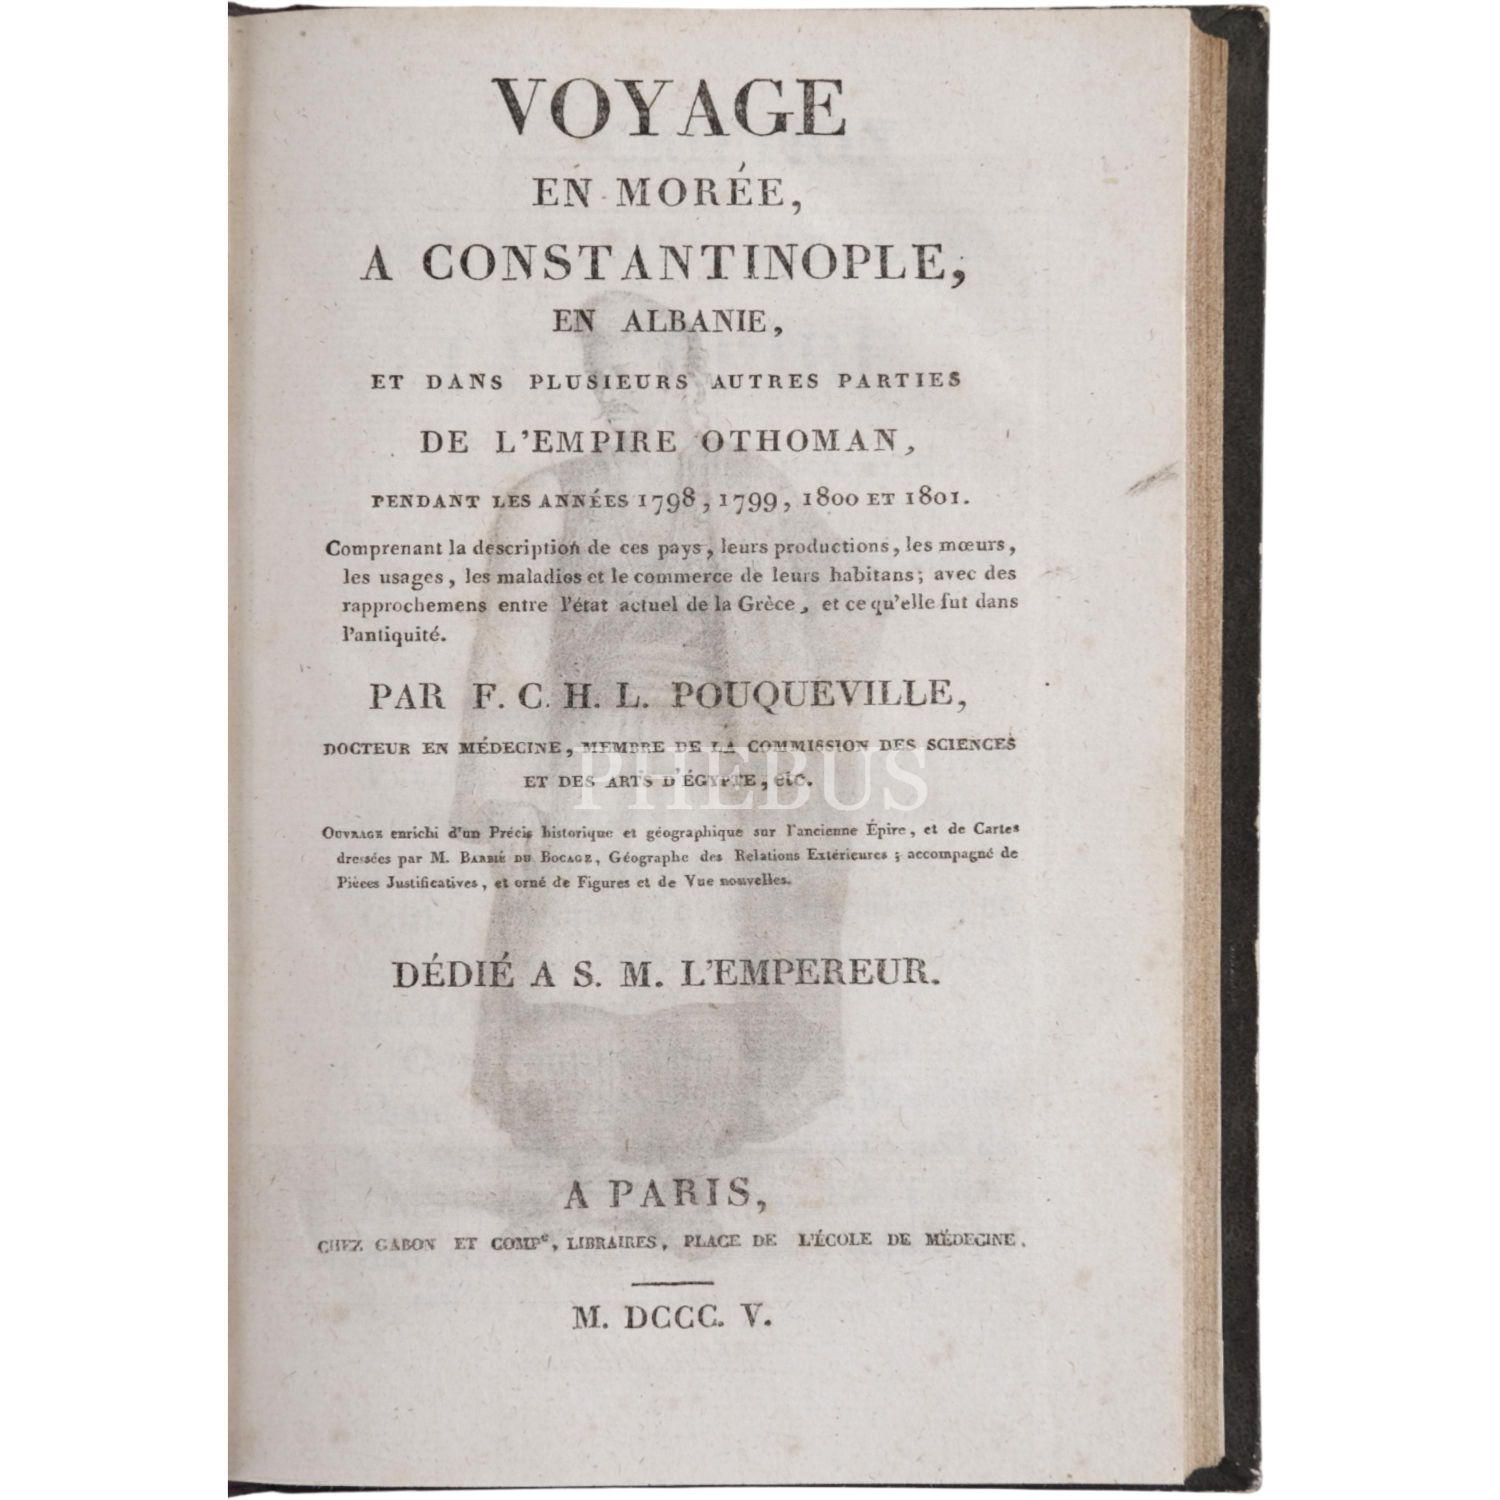 VOYAGE
EN MORÉE,
A CONSTANTINOPLE,
EN ALBANIE,
ET DANS PLUSIEURS AUTRES PARTIES
DE L'EMPIRE OTHOMAN,
PENDANT LES ANNÉES 1798, 1799, 1800 ET 1801.
Comprenant la description de ces pays, leurs productions, les mœurs,
les usages, les maladies et le commerce de leurs habitans; avec des
rapprochemens entre l'état actuel de la Grèce, et ce qu'elle fut dans
l'antiquité.
PAR F. C. H. L. POUQUEVILLE,
DOCTEUR EN MÉDECINE, MEMBRE DE LA COMMISSION DES SCIENCES
PHEBUS
ET DES ARTS D'ÉGYPTE, etc.
OUVRAGE enrichi d'un Précis historique et géographique sur l'ancienne Épire, et de Cartes
dressées par M. BARBIÉ DU BOCAGE, Géographe des Relations Extérieures; accompagné de
Pièces Justificatives, et orné de Figures et de Vue nouvelles.
DÉDIÉ A S. M. L'EMPEREUR.
A PARIS,
CHEZ GABON ET COMPe, LIBRAIRES, PLACE DE L'ÉCOLE DE MÉDECINE.
M. DCCC. V.